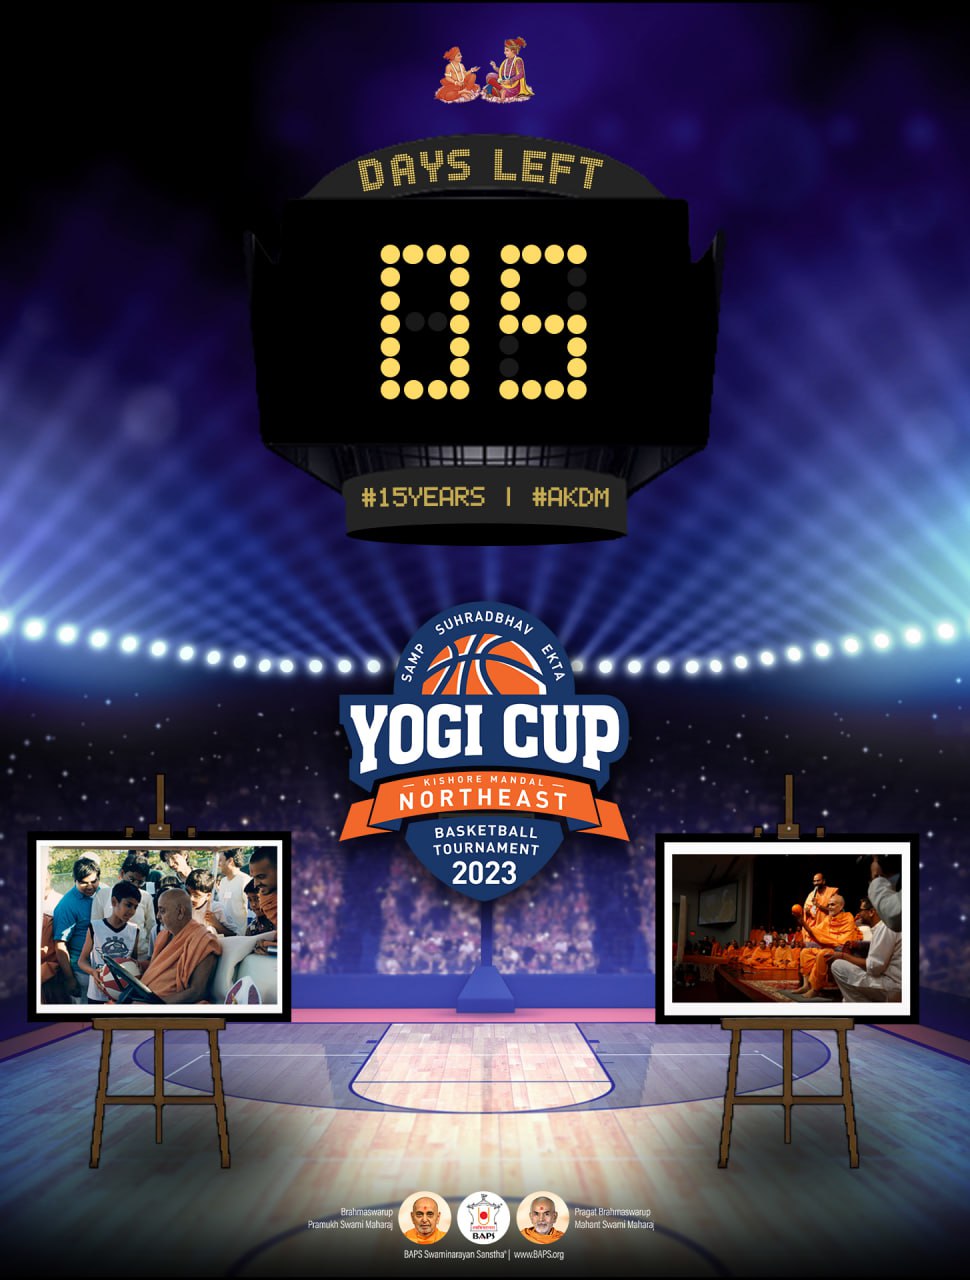 DAYS LEFT
05
#15YEARS | #AKDM
SAMP SUHRADBHAV EKTA
YOGI CUP
KISHORE MANDAL
NORTHEAST
BASKETBALL
TOURNAMENT
2023
Brahmaswarup
Pramukh Swami Maharaj
BAPS
Pragat Brahmaswarup
Mahant Swami Maharaj
BAPS Swaminarayan Sanstha® | www.BAPS.org